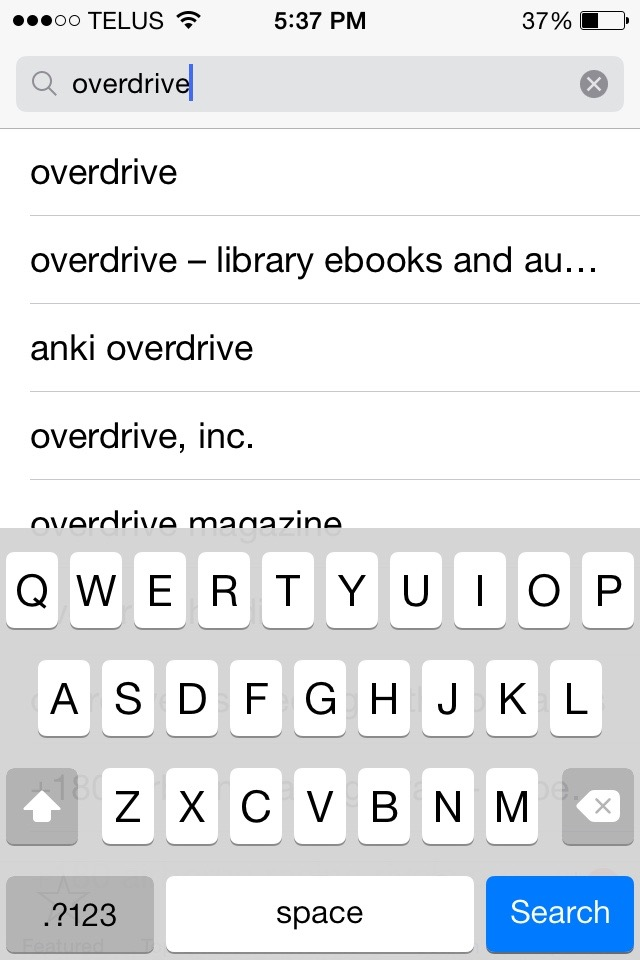 TELUS 5:37 PM 37%
overdrive
overdrive
overdrive – library ebooks and au...
anki overdrive
overdrive, inc.
overdrive magazine
Q W E R T Y U I O P
A S D F G H J K L
Z X C V B N M
.?123 space Search
Featured